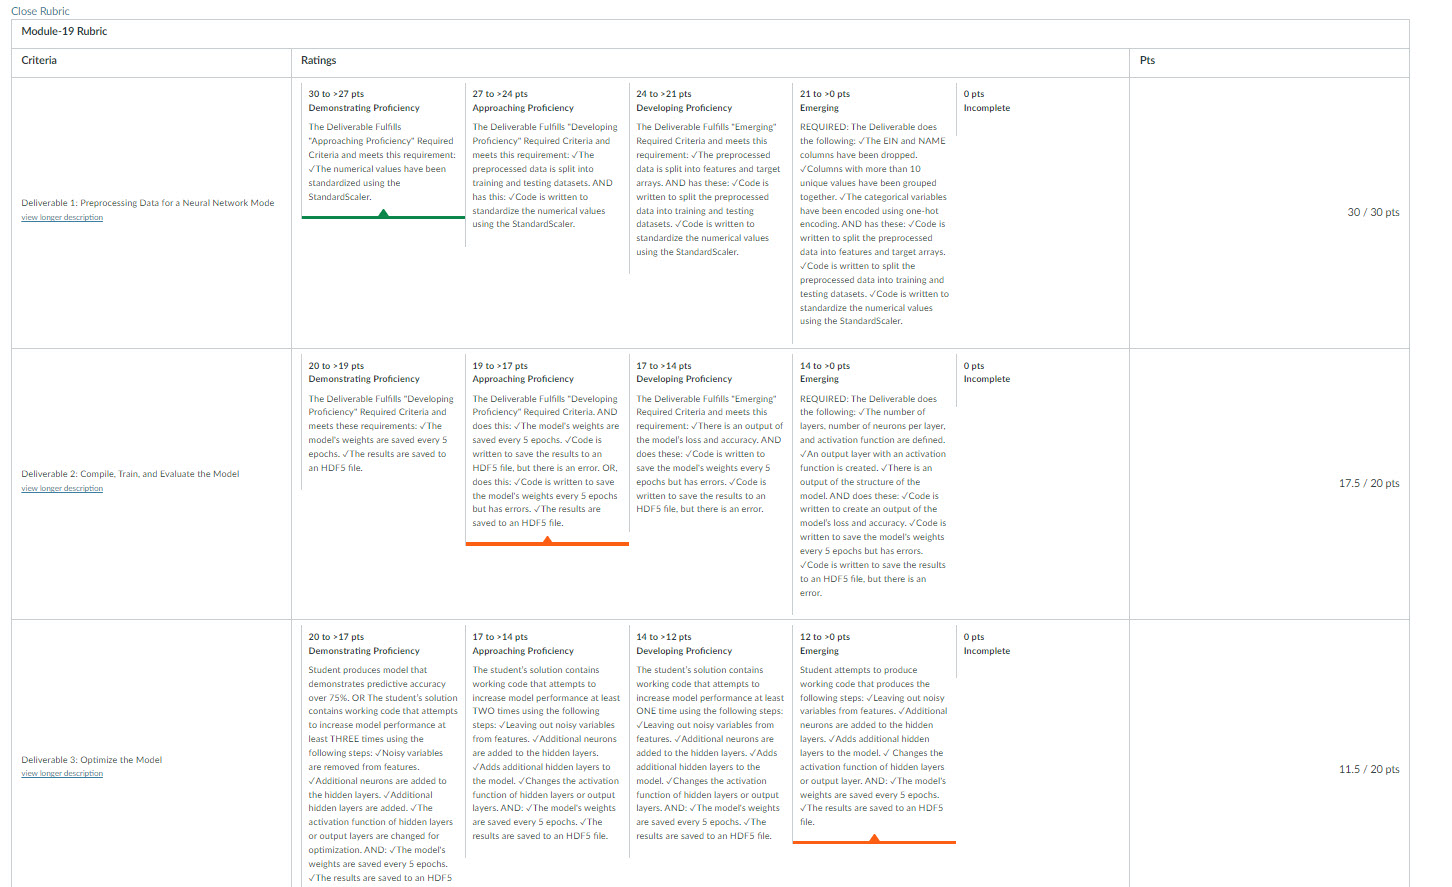 Close Rubric
Module-19 Rubric
Criteria
Ratings
Pts
Deliverable 1: Preprocessing Data for a Neural Network Mode
view longer description
30 to >27 pts
Demonstrating Proficiency
The Deliverable Fulfills
"Approaching Proficiency" Required
Criteria and meets this requirement:
✓The numerical values have been
standardized using the
StandardScaler.
27 to >24 pts
Approaching Proficiency
The Deliverable Fulfills "Developing
Proficiency" Required Criteria and
meets this requirement: ✓The
preprocessed data is split into
training and testing datasets. AND
has this: ✓Code is written to
standardize the numerical values
using the StandardScaler.
24 to >21 pts
Developing Proficiency
The Deliverable Fulfills "Emerging"
Required Criteria and meets this
requirement: ✓The preprocessed
data is split into features and target
arrays. AND has these: ✓Code is
written to split the preprocessed
data into training and testing
datasets. ✓Code is written to
standardize the numerical values
using the StandardScaler.
21 to >0 pts
Emerging
REQUIRED: The Deliverable does
the following: ✓The EIN and NAME
columns have been dropped.
✓Columns with more than 10
unique values have been grouped
together. ✓The categorical variables
have been encoded using one-hot
encoding. AND has these: ✓Code is
written to split the preprocessed
data into features and target arrays.
✓Code is written to split the
preprocessed data into training and
testing datasets. ✓Code is written to
standardize the numerical values
using the StandardScaler.
0 pts
Incomplete
30 / 30 pts
Deliverable 2: Compile, Train, and Evaluate the Model
view longer description
20 to >19 pts
Demonstrating Proficiency
The Deliverable Fulfills "Developing
Proficiency" Required Criteria and
meets these requirements: ✓The
model's weights are saved every 5
epochs. ✓The results are saved to
an HDF5 file.
19 to >17 pts
Approaching Proficiency
The Deliverable Fulfills "Developing
Proficiency" Required Criteria. AND
does this: ✓The model's weights are
saved every 5 epochs. ✓Code is
written to save the results to an
HDF5 file, but there is an error. OR,
does this: ✓Code is written to save
the model's weights every 5 epochs
but has errors. ✓The results are
saved to an HDF5 file.
17 to >14 pts
Developing Proficiency
The Deliverable Fulfills "Emerging"
Required Criteria and meets this
requirement: ✓There is an output of
the model's loss and accuracy. AND
does these: ✓Code is written to
save the model's weights every 5
epochs but has errors. ✓Code is
written to save the results to an
HDF5 file, but there is an error.
14 to >0 pts
Emerging
REQUIRED: The Deliverable does
the following: ✓The number of
layers, number of neurons per layer,
and activation function are defined.
✓An output layer with an activation
function is created. ✓There is an
output of the structure of the
model. AND does these: ✓Code is
written to create an output of the
model's loss and accuracy. ✓Code is
written to save the model's weights
every 5 epochs but has errors.
✓Code is written to save the results
to an HDF5 file, but there is an
error.
0 pts
Incomplete
17.5 / 20 pts
Deliverable 3: Optimize the Model
view longer description
20 to >17 pts
Demonstrating Proficiency
Student produces model that
demonstrates predictive accuracy
over 75%. OR The student's solution
contains working code that attempts
to increase model performance at
least THREE times using the
following steps: ✓Noisy variables
are removed from features.
✓Additional neurons are added to
the hidden layers. ✓Additional
hidden layers are added. ✓The
activation function of hidden layers
or output layers are changed for
optimization. AND: ✓The model's
weights are saved every 5 epochs.
✓The results are saved to an HDF5
17 to >14 pts
Approaching Proficiency
The student's solution contains
working code that attempts to
increase model performance at least
TWO times using the following
steps: ✓Leaving out noisy variables
from features. ✓Additional neurons
are added to the hidden layers.
✓Adds additional hidden layers to
the model. ✓Changes the activation
function of hidden layers or output
layers. AND: ✓The model's weights
are saved every 5 epochs. ✓The
results are saved to an HDF5 file.
14 to >12 pts
Developing Proficiency
The student's solution contains
working code that attempts to
increase model performance at least
ONE time using the following steps:
✓Leaving out noisy variables from
features. ✓Additional neurons are
added to the hidden layers. ✓Adds
additional hidden layers to the
model. ✓Changes the activation
function of hidden layers or output
layers. AND: ✓The model's weights
are saved every 5 epochs. ✓The
results are saved to an HDF5 file.
12 to >0 pts
Emerging
Student attempts to produce
working code that produces the
following steps: ✓Leaving out noisy
variables from features. ✓Additional
neurons are added to the hidden
layers. ✓Adds additional hidden
layers to the model. ✓ Changes the
activation function of hidden layers
or output layer. AND: ✓The model's
weights are saved every 5 epochs.
✓The results are saved to an HDF5
file.
0 pts
Incomplete
11.5 / 20 pts